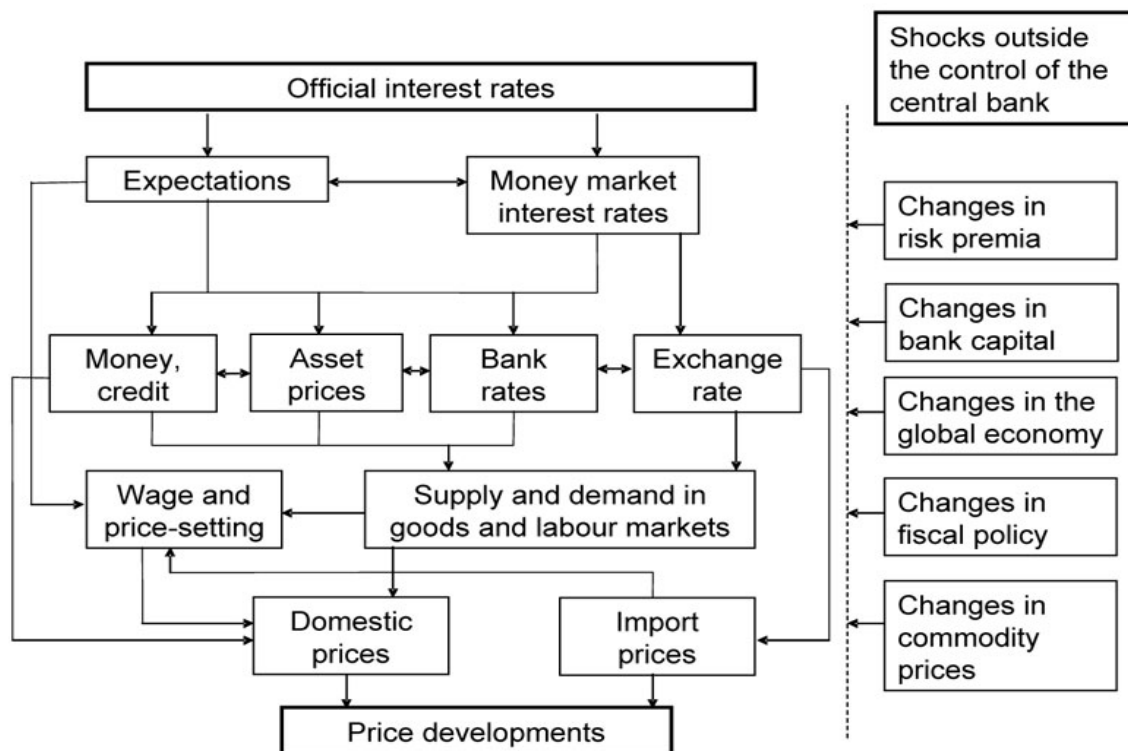 Shocks outside
the control of the
central bank
Official interest rates
Expectations
Money market
interest rates
Changes in
risk premia
Changes in
bank capital
Money,
credit
Asset
prices
Bank
rates
Exchange
rate
Changes in the
global economy
Wage and
price-setting
Supply and demand in
goods and labour markets
Changes in
fiscal policy
Domestic
prices
Import
prices
Changes in
commodity
prices
Price developments